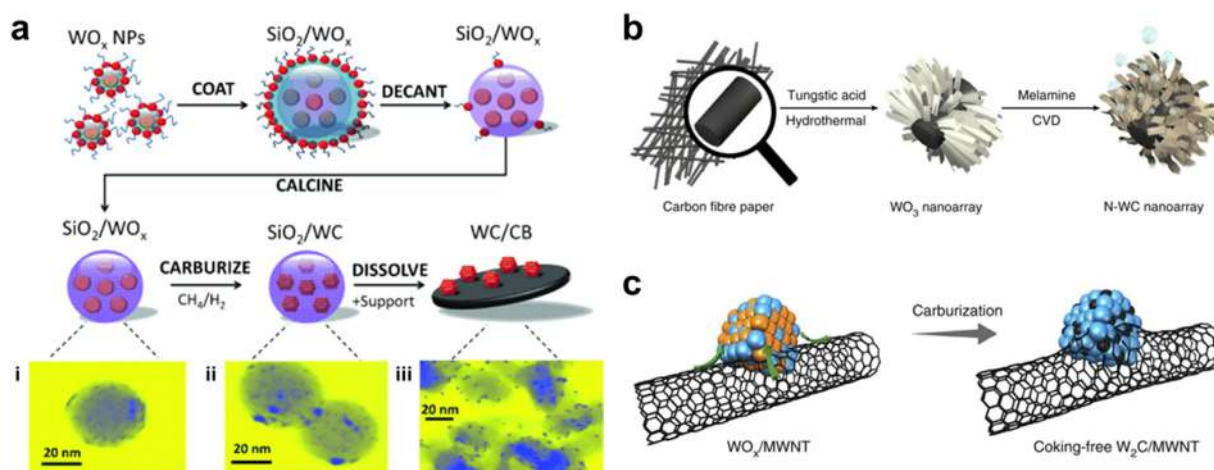 a
WOₓ NPs
SiO₂/WOₓ
SiO₂/WOₓ
COAT
DECANT
CALCINE
SiO₂/WOₓ
SiO₂/WC
WC/CB
CARBURIZE
CH₄/H₂
DISSOLVE
+Support
i
20 nm
ii
20 nm
iii
20 nm
b
Tungstic acid
Hydrothermal
Melamine
CVD
Carbon fibre paper
WO₃ nanoarray
N-WC nanoarray
c
Carburization
WOₓ/MWNT
Coking-free W₂C/MWNT